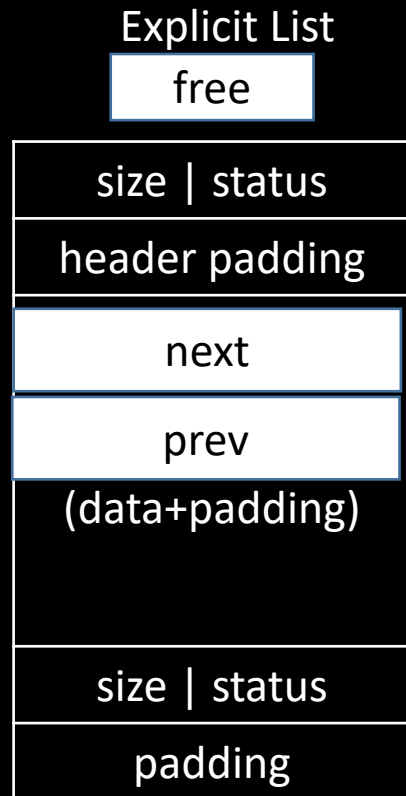 Explicit List
free
size | status
header padding
next
prev
(data+padding)
size | status
padding